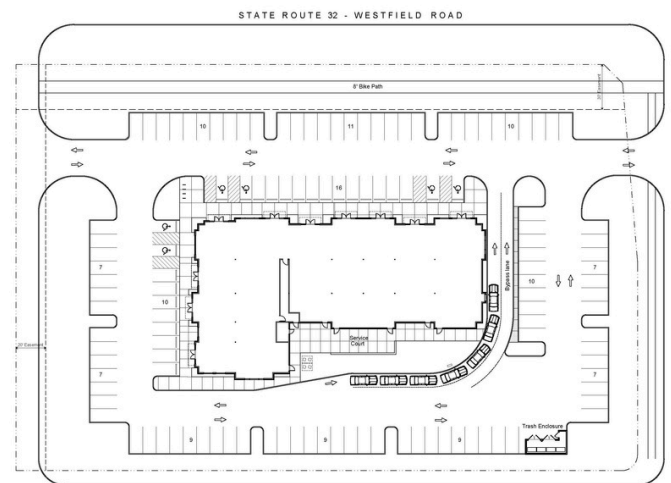 STATE ROUTE 32 - WESTFIELD ROAD
8' Bike Path
10 11 10
16
7 7
Bypass lane
10 10
Service
Court
7 7
Trash Enclosure
9 9 9